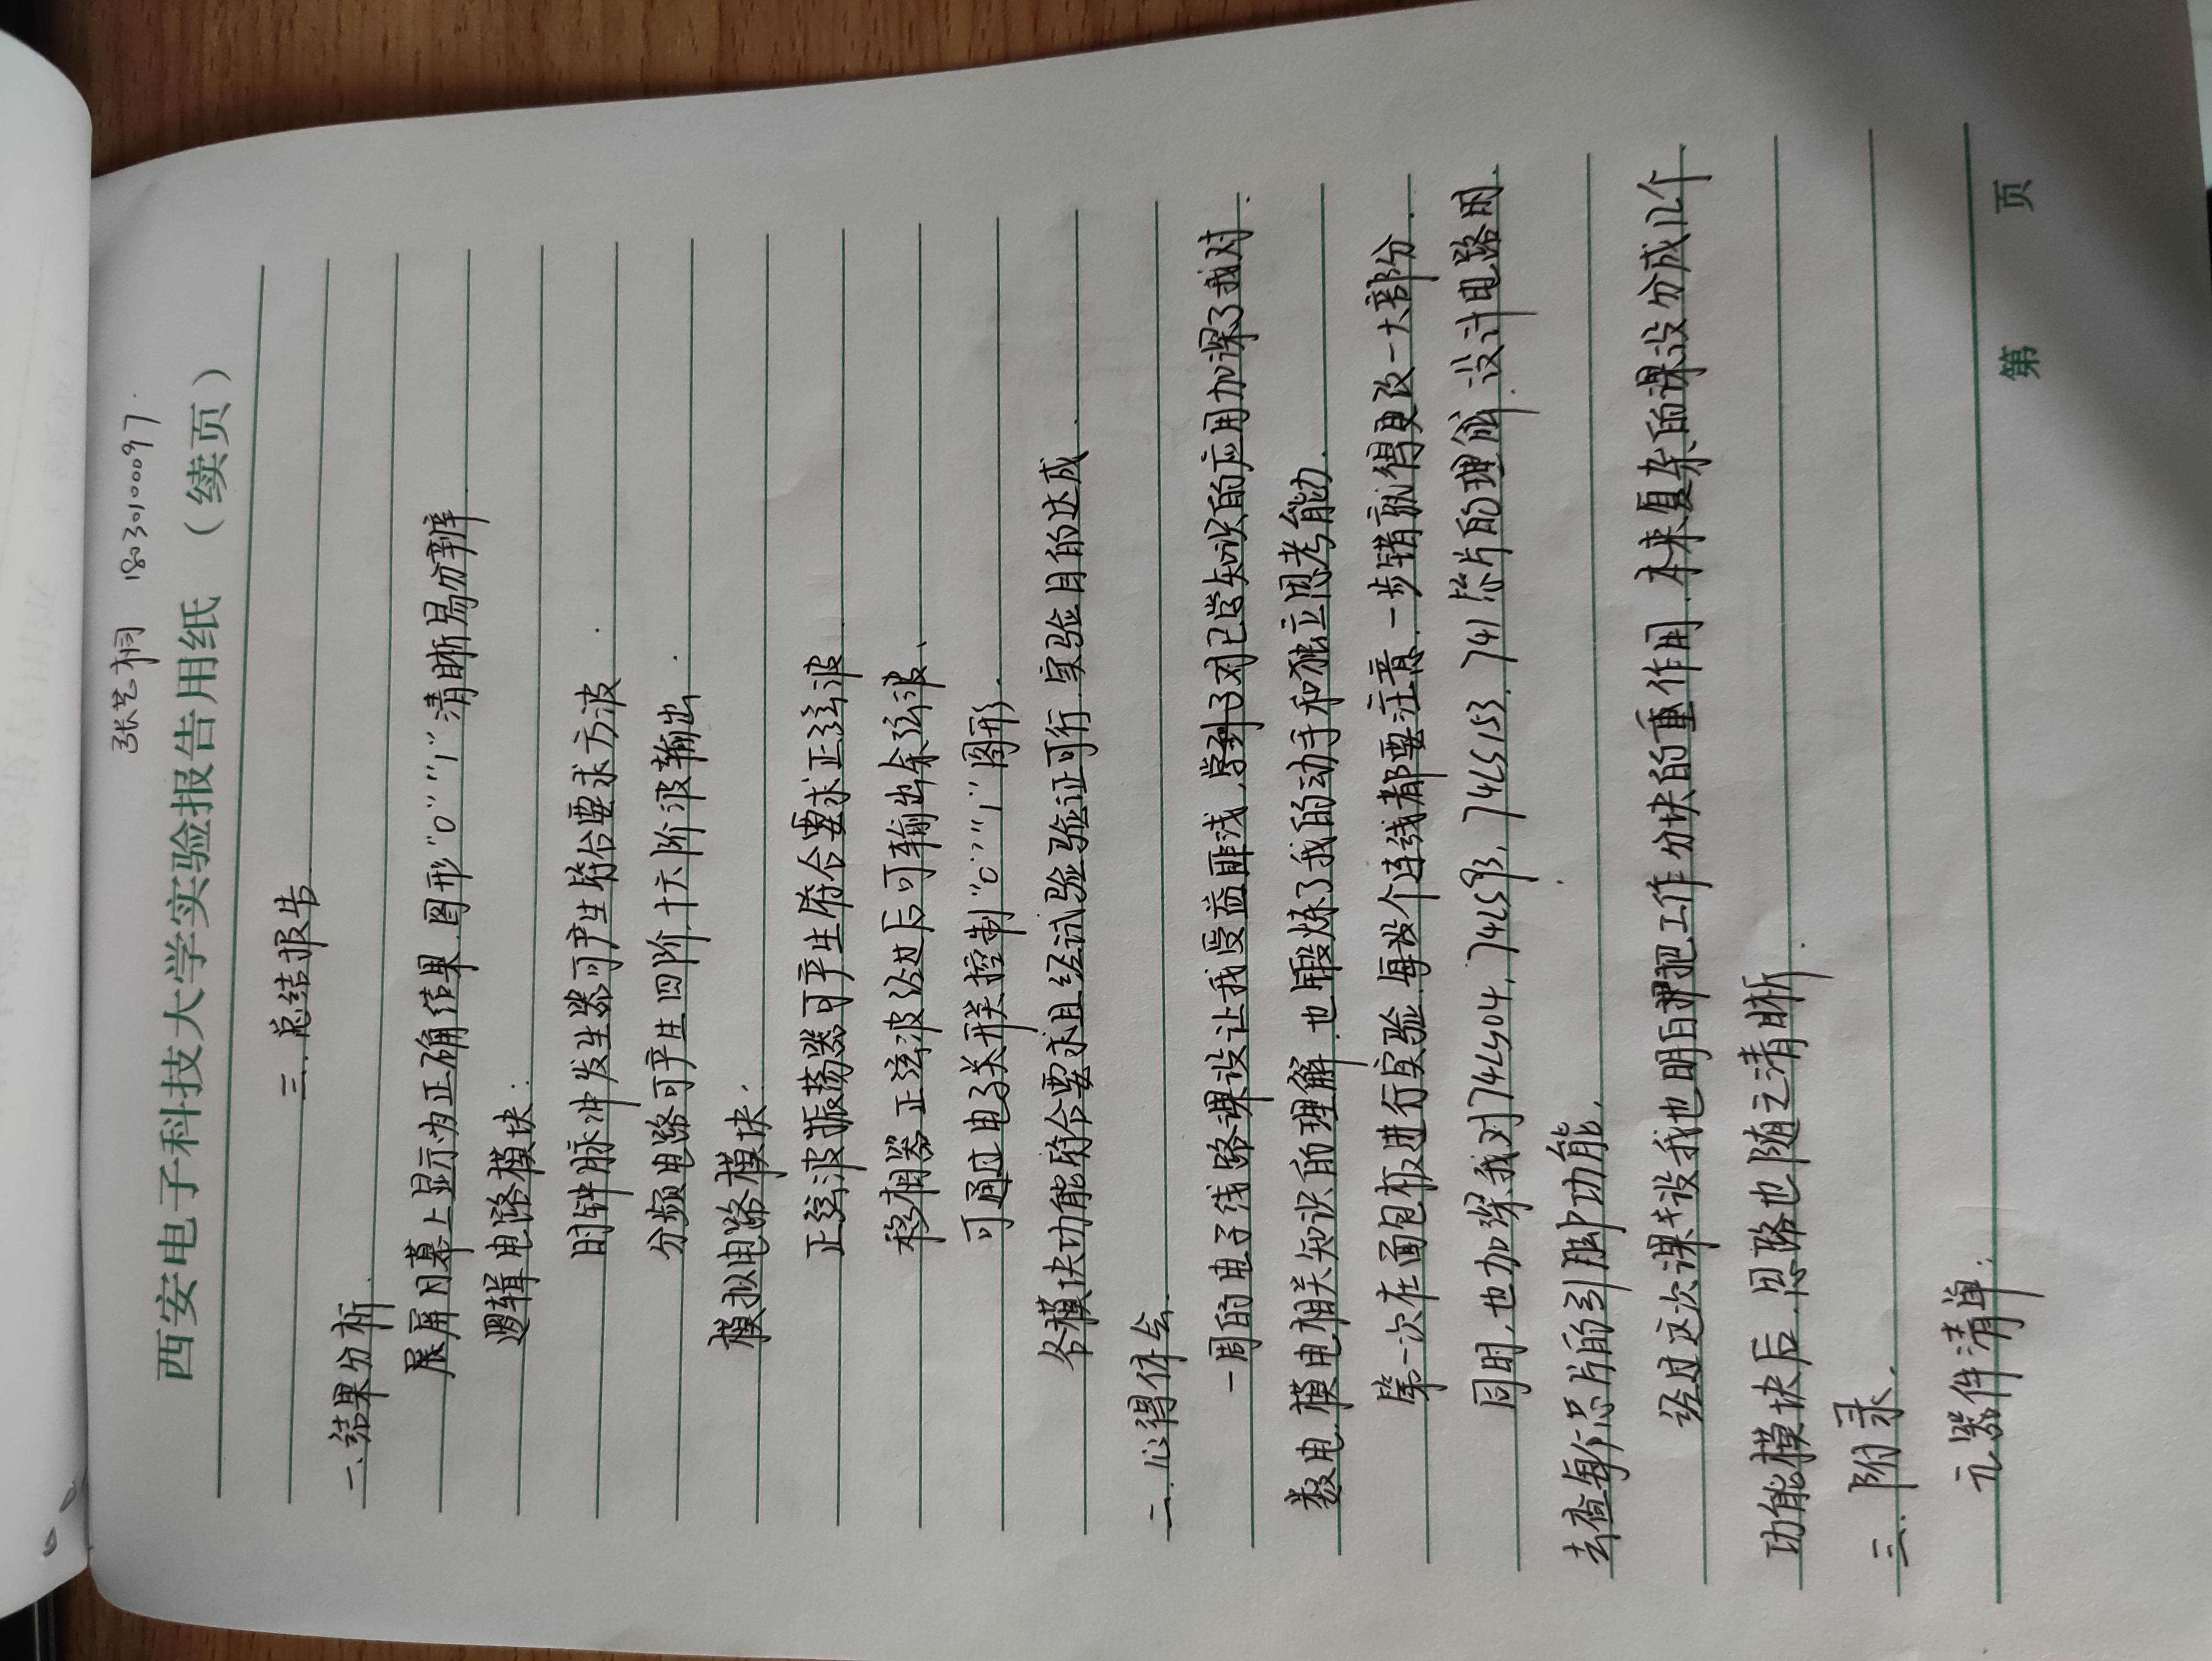 张艺桐 18030100097.
西安电子科技大学实验报告用纸 （续页）
三.总结报告
一、结果分析.
屏幕上显示为正确结果.图形"0""1"清晰易分辨.
逻辑电路模块:
时钟脉冲发生器可产生符合要求方波.
分频电路可产生四阶.十六阶波输出.
模拟电路模块:
正弦波振荡器可产生符合要求正弦波.
移相器正弦波经过后可输出余弦波、
可通过电子开关控制"0""1"图形.
各模块功能符合要求且经试验验证可行.实验目的达成.
二.心得体会.
一周的电子线路课设让我受益匪浅,学到了对已学知识的应用加深了我对
数电.模电相关知识的理解.也锻炼了我的动手和独立思考能力.
第一次在面包板进行实验.每个连线都要注意.一步错就得更改一大部分.
同时,也加深我对74LS04,74LS93,74LS153.741芯片的理解.设计电路时.
去查每个芯片的引脚功能,
经过这次课设我也明白把工作分块的重作用.本来复杂的课设分成几个
功能模块后.思路也随之清晰.
三.附录.
元器件清单:
第 页